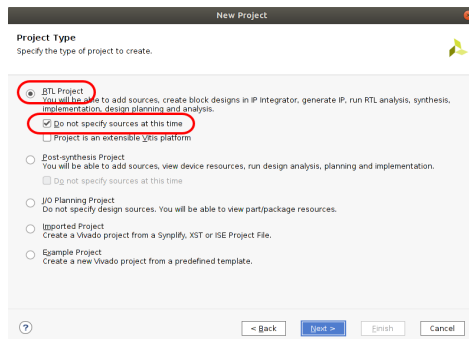 New Project
Project Type
Specify the type of project to create.
RTL Project
You will be able to add sources, create block designs in IP Integrator, generate IP, run RTL analysis, synthesis,
implementation, design planning and analysis.
Do not specify sources at this time
Project is an extensible Vitis platform
Post-synthesis Project
You will be able to add sources, view device resources, run design analysis, planning and implementation.
Do not specify sources at this time
I/O Planning Project
Do not specify design sources. You will be able to view part/package resources.
Imported Project
Create a Vivado project from a Synplify, XST or ISE Project File.
Example Project
Create a new Vivado project from a predefined template.
? < Back Next > Finish Cancel